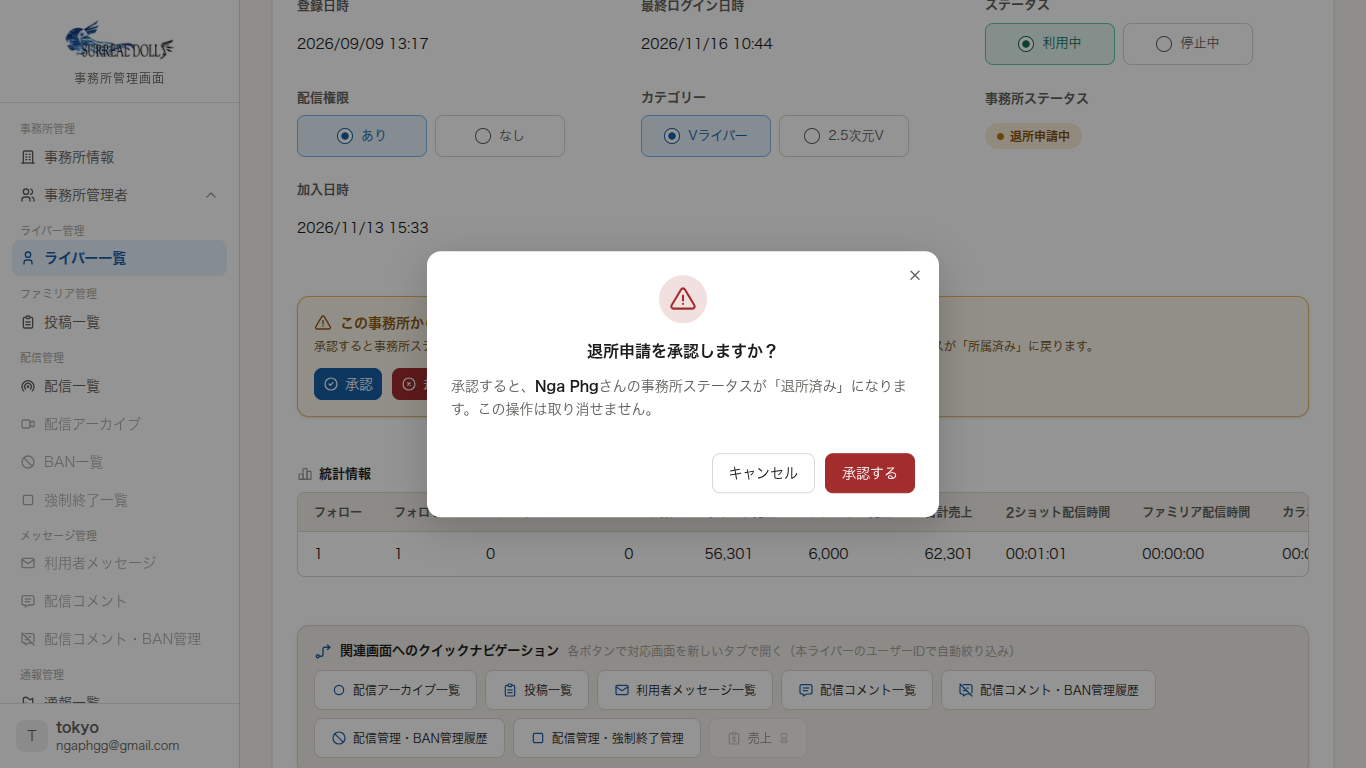 SURREAL DOLLS
事務所管理画面
事務所管理
事務所情報
事務所管理者
ライバー管理
ライバー一覧
ファミリア管理
投稿一覧
配信管理
配信一覧
配信アーカイブ
BAN一覧
強制終了一覧
メッセージ管理
利用者メッセージ
配信コメント
配信コメント・BAN管理
通報管理
通報一覧
T
tokyo
ngaphgg@gmail.com
登録日時
最終ログイン日時
ステータス
2026/09/09 13:17
2026/11/16 10:44
利用中
停止中
配信権限
カテゴリー
事務所ステータス
あり
なし
Vライバー
2.5次元V
退所申請中
加入日時
2026/11/13 15:33
この事務所か
承認すると事務所ス
が「所属済み」に戻ります。
承認
退所申請を承認しますか？
承認すると、Nga Phgさんの事務所ステータスが「退所済み」になりま
す。この操作は取り消せません。
キャンセル
承認する
統計情報
フォロー
フォロ
計売上
2ショット配信時間
ファミリア配信時間
カラ
1
1
0
0
56,301
6,000
62,301
00:01:01
00:00:00
00:0
関連画面へのクイックナビゲーション
各ボタンで対応画面を新しいタブで開く（本ライバーのユーザーIDで自動絞り込み）
配信アーカイブ一覧
投稿一覧
利用者メッセージ一覧
配信コメント一覧
配信コメント・BAN管理履歴
配信管理・BAN管理履歴
配信管理・強制終了管理
売上